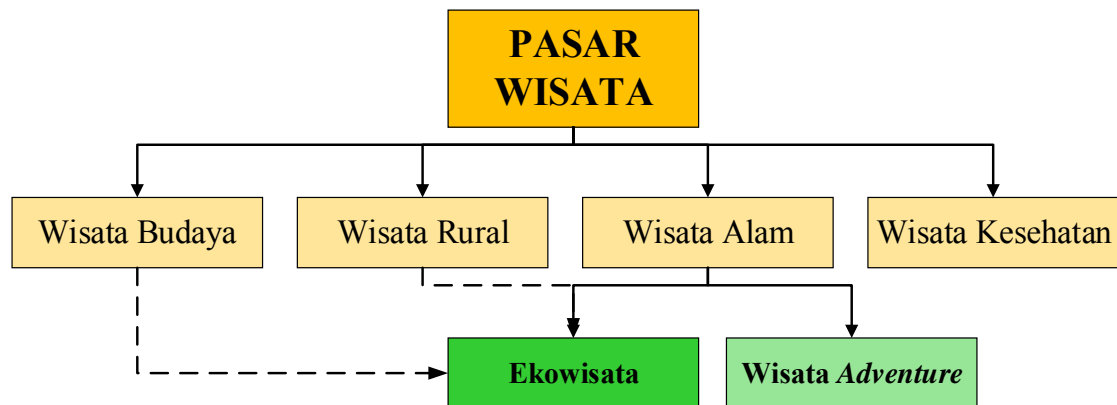 PASAR
WISATA
Wisata Budaya
Wisata Rural
Wisata Alam
Wisata Kesehatan
Ekowisata
Wisata Adventure